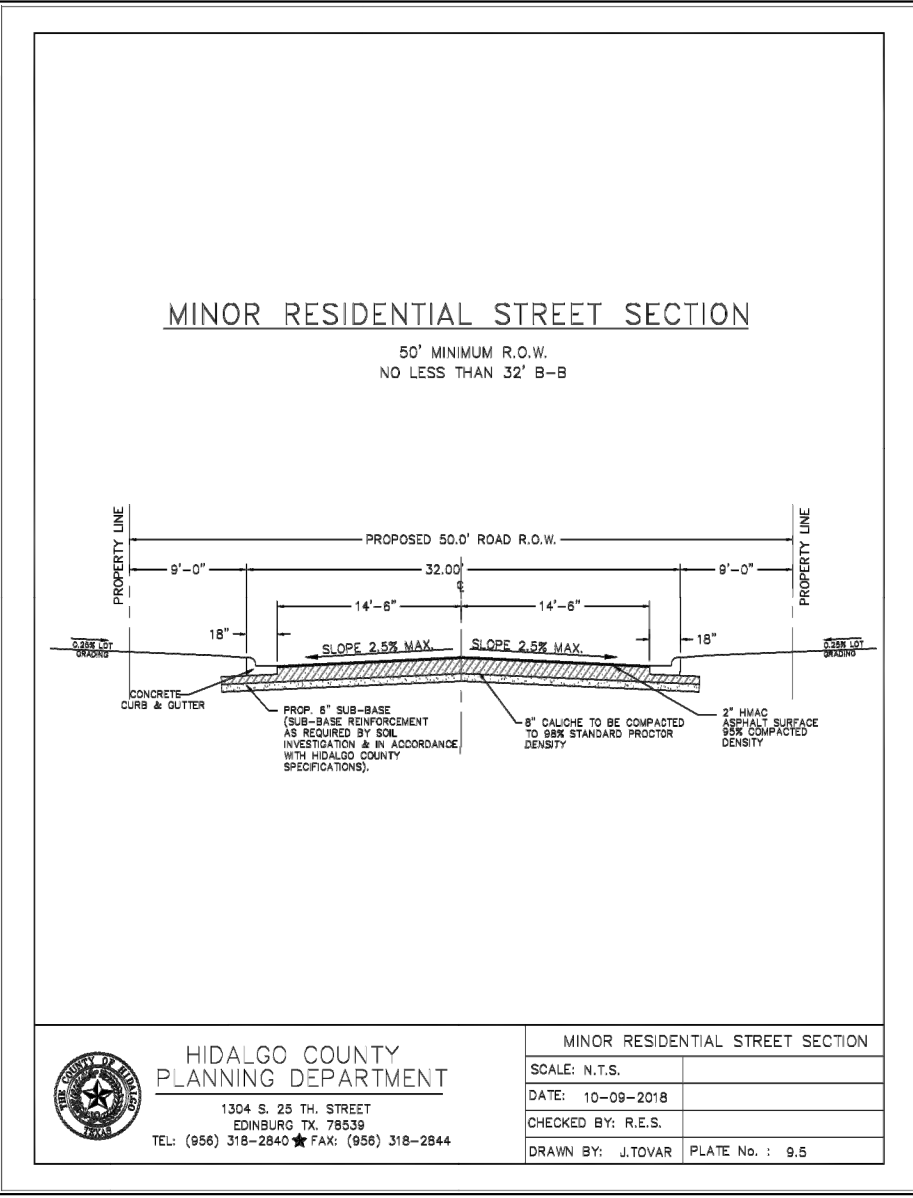 MINOR RESIDENTIAL STREET SECTION
50' MINIMUM R.O.W.
NO LESS THAN 32' B-B
PROPERTY LINE
PROPERTY LINE
PROPOSED 50.0' ROAD R.O.W.
9'-0"
32.00'
9'-0"
℄
14'-6"
14'-6"
18"
18"
0.25% LOT
GRADING
SLOPE 2.5% MAX.
SLOPE 2.5% MAX.
0.25% LOT
GRADING
CONCRETE
CURB & GUTTER
PROP. 6" SUB-BASE
(SUB-BASE REINFORCEMENT
AS REQUIRED BY SOIL
INVESTIGATION & IN ACCORDANCE
WITH HIDALGO COUNTY
SPECIFICATIONS).
8" CALICHE TO BE COMPACTED
TO 98% STANDARD PROCTOR
DENSITY
2" HMAC
ASPHALT SURFACE
95% COMPACTED
DENSITY
THE COUNTY OF HIDALGO
TEXAS
HIDALGO COUNTY
PLANNING DEPARTMENT
1304 S. 25 TH. STREET
EDINBURG TX. 78539
TEL: (956) 318-2840 ★ FAX: (956) 318-2844
MINOR RESIDENTIAL STREET SECTION
SCALE: N.T.S.
DATE: 10-09-2018
CHECKED BY: R.E.S.
DRAWN BY: J.TOVAR
PLATE No. : 9.5